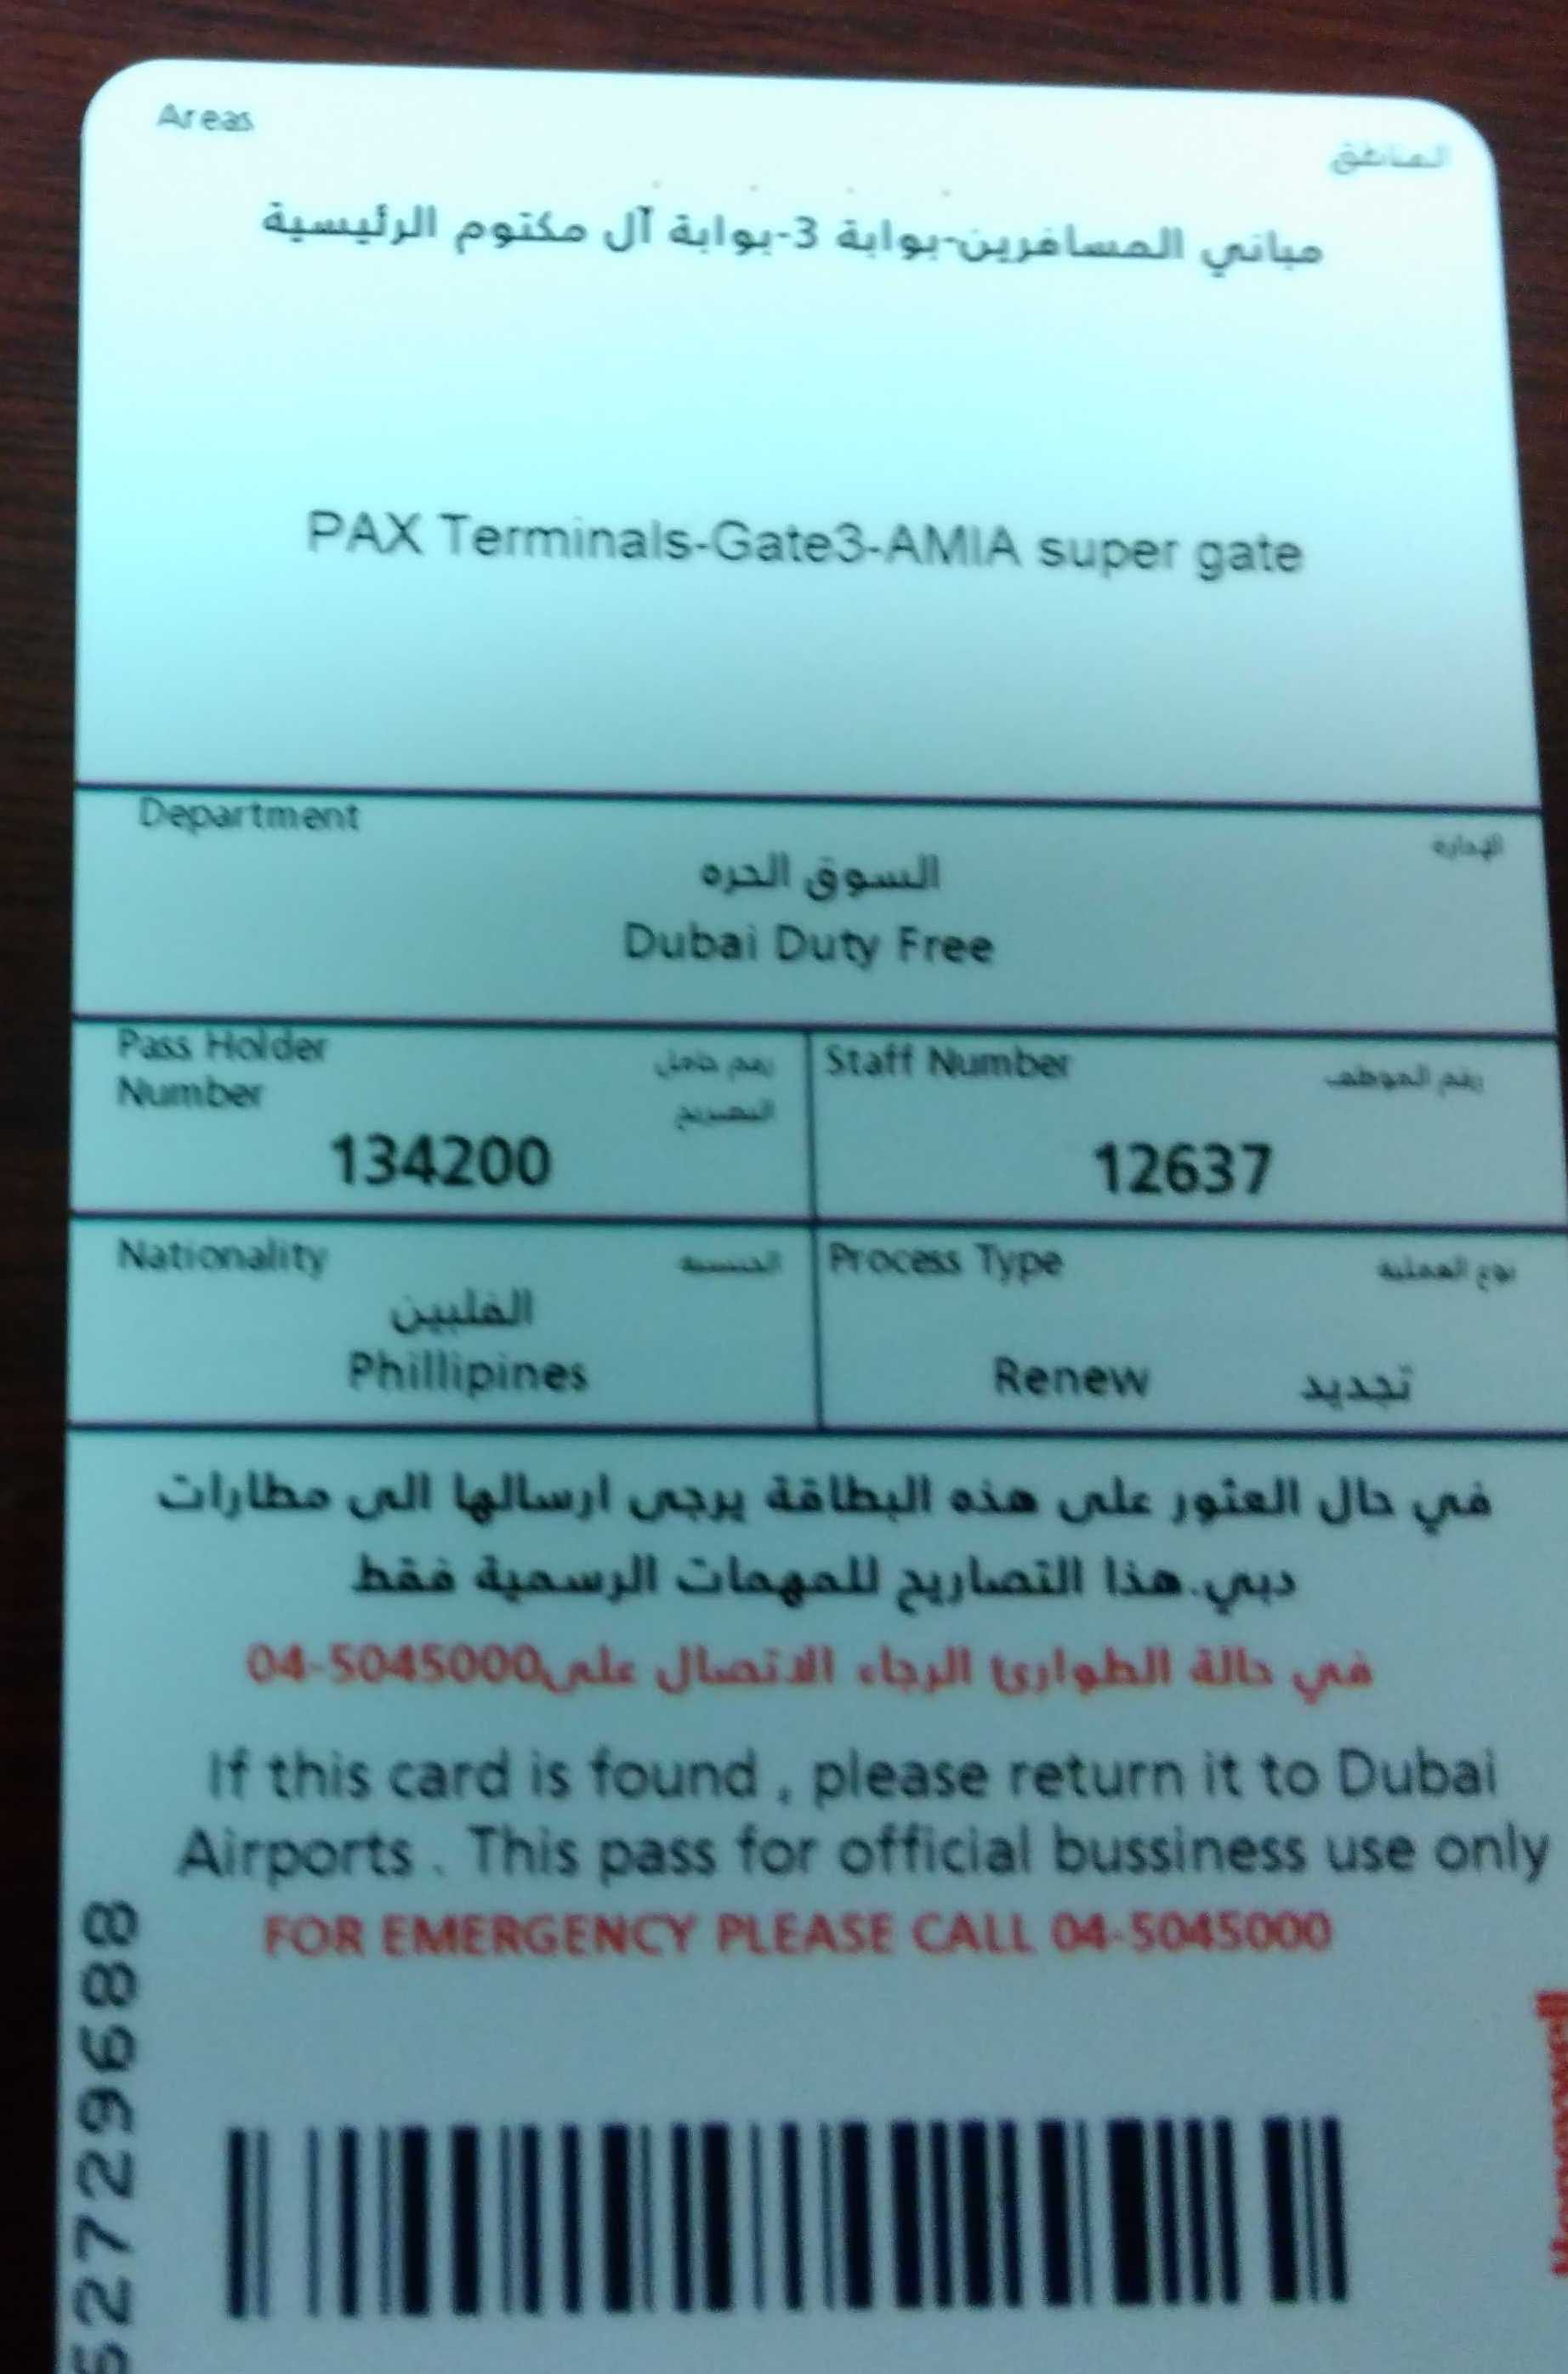 Areas
المناطق
مباني المسافرين-بوابة 3-بوابة آل مكتوم الرئيسية
PAX Terminals-Gate3-AMIA super gate
Department
الإدارة
السوق الحره
Dubai Duty Free
Pass Holder
Number
رقم حامل
التصريح
134200
Staff Number
رقم الموظف
12637
Nationality
الجنسية
الفلبين
Phillipines
Process Type
نوع العملية
Renew تجديد
في حال العثور على هذه البطاقة يرجى ارسالها الى مطارات
دبي.هذا التصاريح للمهمات الرسمية فقط
في حالة الطوارئ الرجاء الاتصال على04-5045000
If this card is found , please return it to Dubai
Airports . This pass for official bussiness use only
FOR EMERGENCY PLEASE CALL 04-5045000
52729688
Honeywell